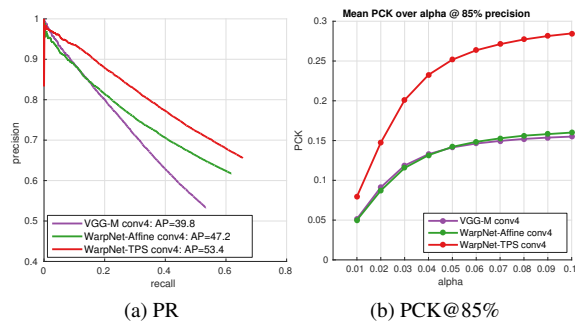 1
0.9
0.8
0.7
0.6
0.5
0.4
precision
0
0.2
0.4
0.6
0.8
recall
VGG-M conv4: AP=39.8
WarpNet-Affine conv4: AP=47.2
WarpNet-TPS conv4: AP=53.4
(a) PR
Mean PCK over alpha @ 85% precision
0.3
0.25
0.2
0.15
0.1
0.05
0
PCK
VGG-M conv4
WarpNet-Affine conv4
WarpNet-TPS conv4
0.01 0.02 0.03 0.04 0.05 0.06 0.07 0.08 0.09 0.1
alpha
(b) PCK@85%